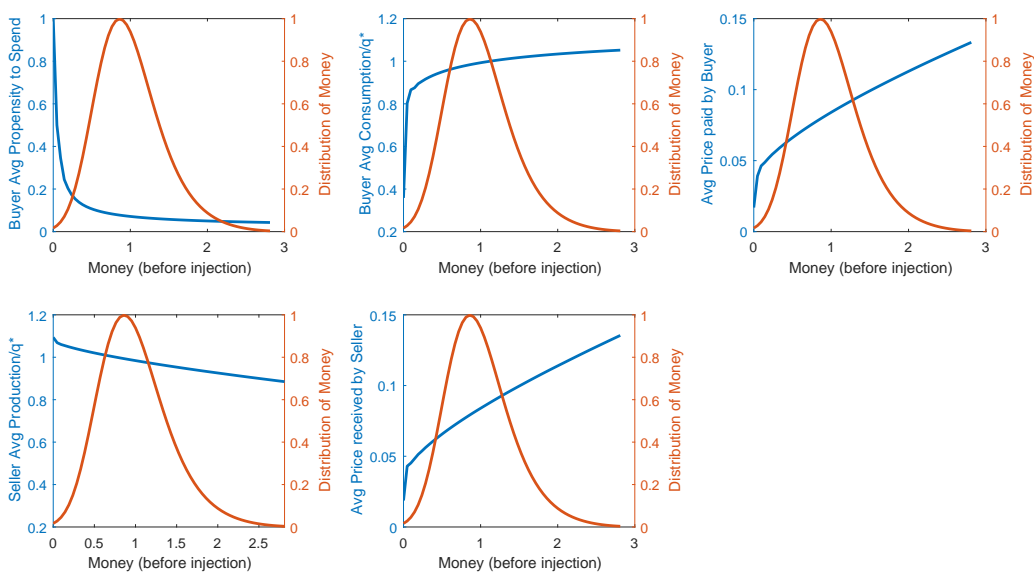 Buyer Avg Propensity to Spend
1
0.8
0.6
0.4
0.2
0
0 1 2 3
Money (before injection)
1
0.8
0.6
0.4
0.2
0
Distribution of Money
Buyer Avg Consumption/q*
1.2
1
0.8
0.6
0.4
0.2
0 1 2 3
Money (before injection)
1
0.8
0.6
0.4
0.2
0
Distribution of Money
Avg Price paid by Buyer
0.15
0.1
0.05
0
0 1 2 3
Money (before injection)
1
0.8
0.6
0.4
0.2
0
Distribution of Money
Seller Avg Production/q*
1.2
1
0.8
0.6
0.4
0.2
0 0.5 1 1.5 2 2.5
Money (before injection)
1
0.8
0.6
0.4
0.2
0
Distribution of Money
Avg Price received by Seller
0.15
0.1
0.05
0
0 1 2 3
Money (before injection)
1
0.8
0.6
0.4
0.2
0
Distribution of Money